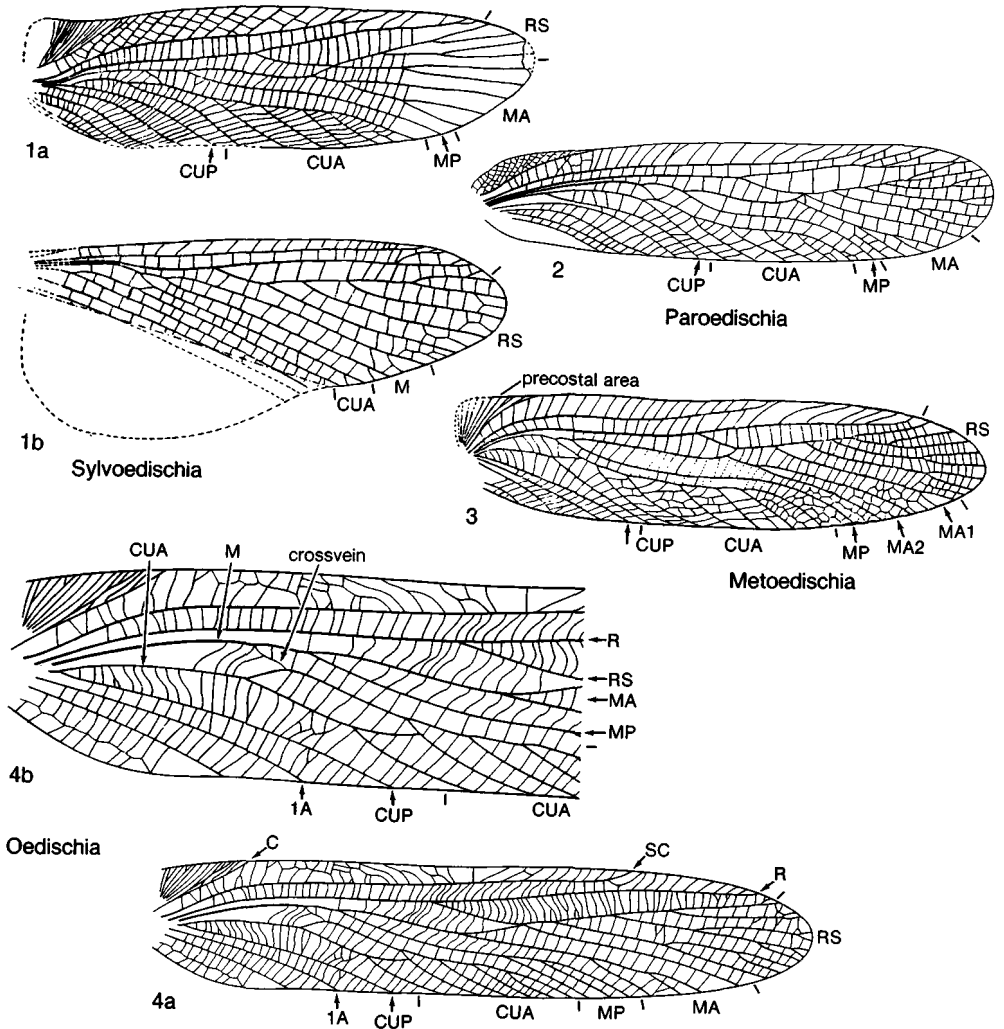 RS
MA
MP
CUA
CUP
1a
2
CUP
CUA
MP
MA
Paroedischia
RS
M
CUA
1b
Sylvoedischia
precostal area
RS
MA1
MA2
MP
CUA
CUP
3
Metoedischia
CUA
M
crossvein
R
RS
MA
MP
4b
1A
CUP
CUA
Oedischia
C
SC
R
RS
4a
1A
CUP
CUA
MP
MA